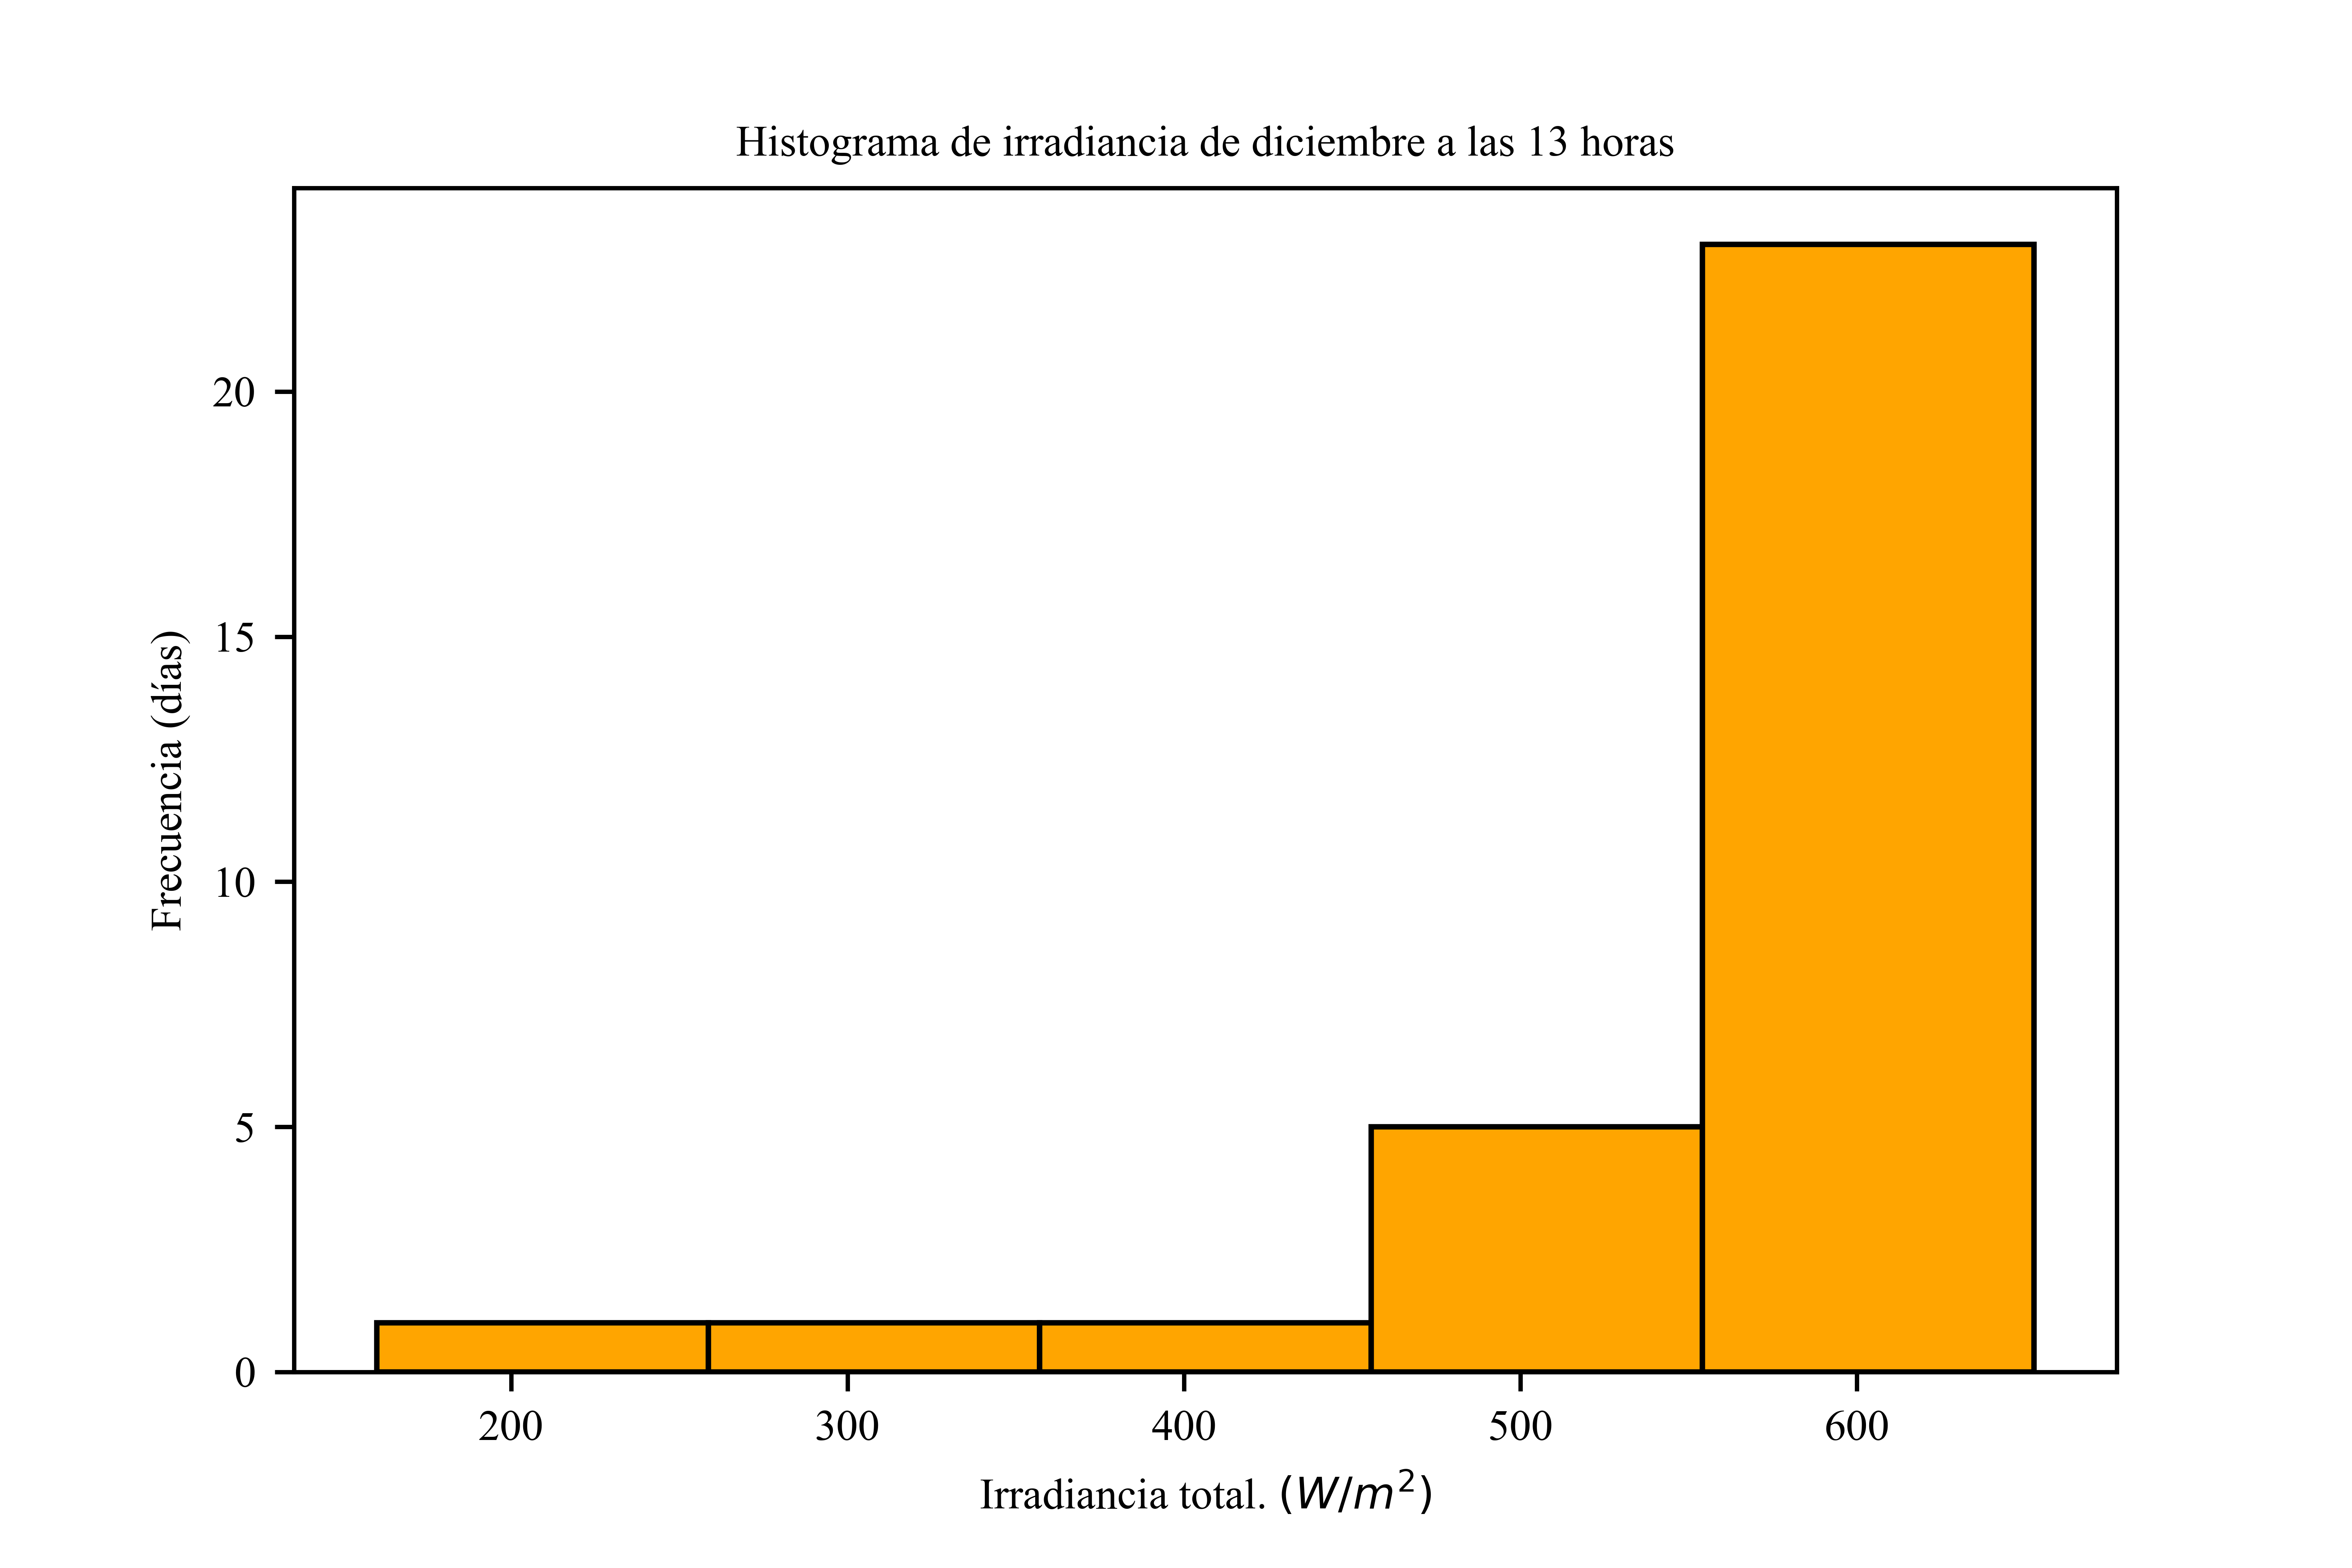 Histograma de irradiancia de diciembre a las 13 horas
Frecuencia (días)
20
15
10
5
0
200 300 400 500 600
Irradiancia total. (W/m²)